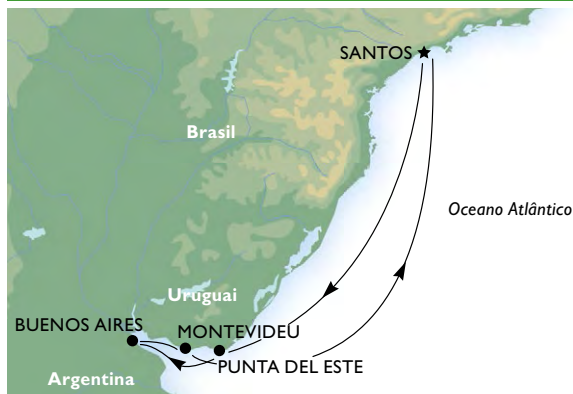 SANTOS
Brasil
Oceano Atlântico
Uruguai
BUENOS AIRES
MONTEVIDEU
PUNTA DEL ESTE
Argentina